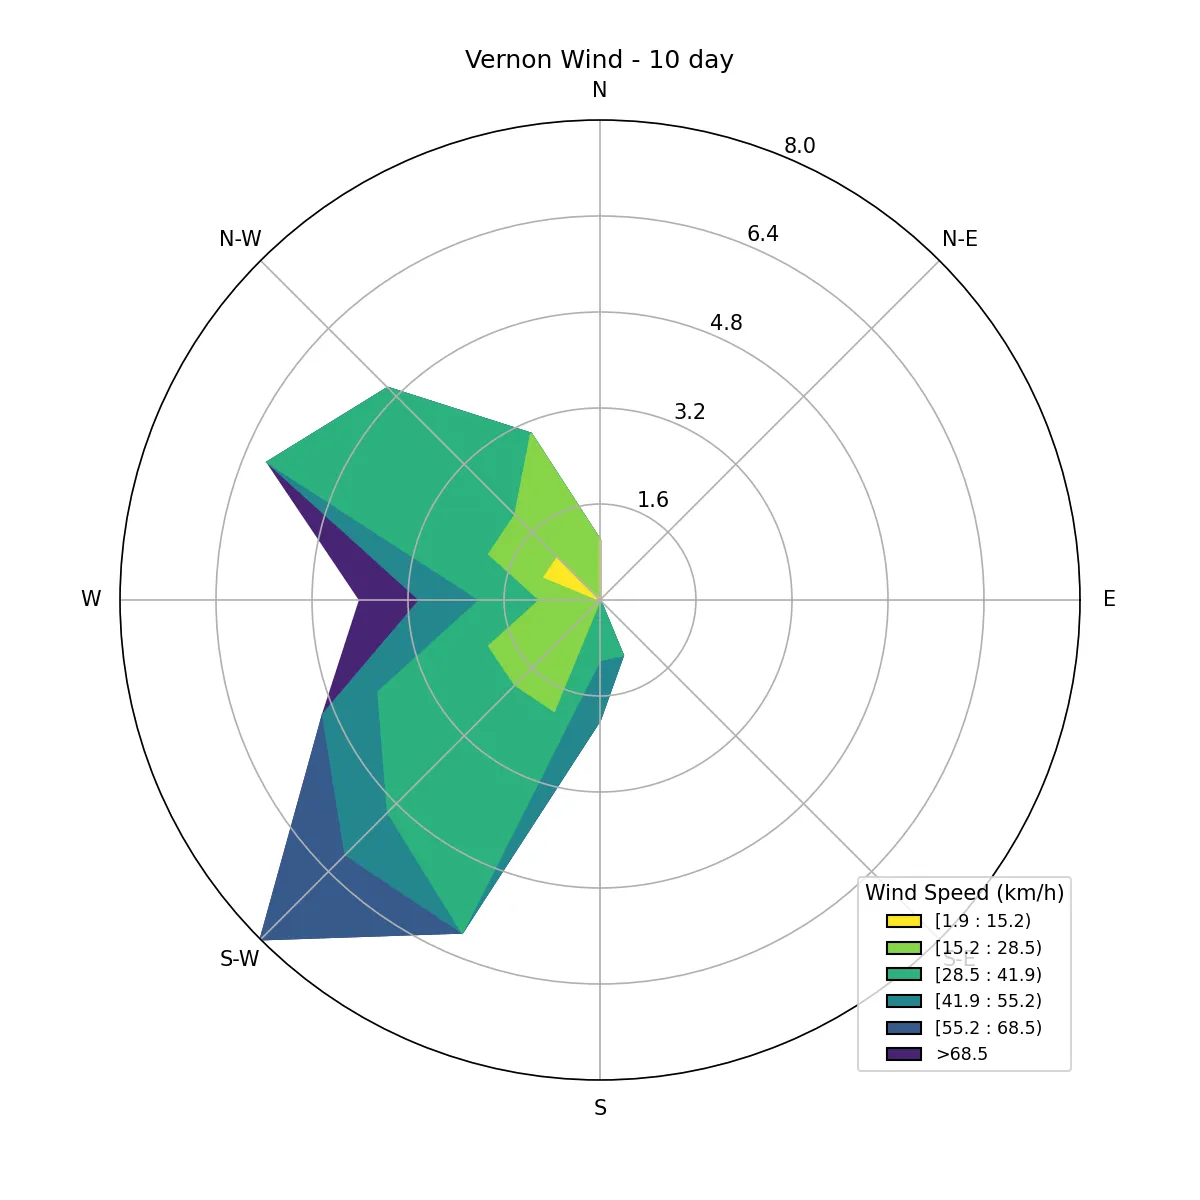 Vernon Wind - 10 day
N
8.0
N-W
6.4
N-E
4.8
3.2
1.6
W
E
S-W
S-E
S
Wind Speed (km/h)
[1.9 : 15.2)
[15.2 : 28.5)
[28.5 : 41.9)
[41.9 : 55.2)
[55.2 : 68.5)
>68.5